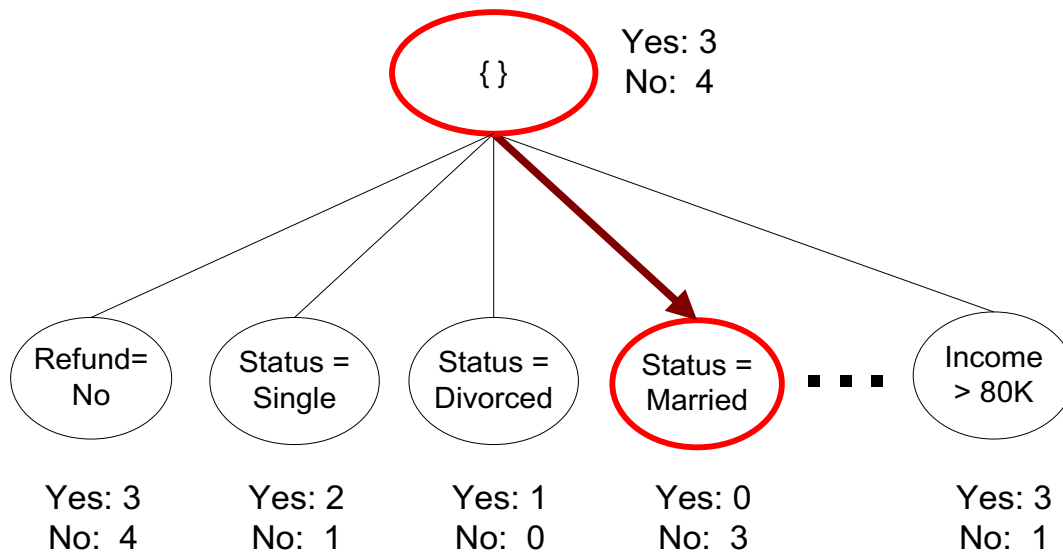 { }
Yes: 3
No: 4
Refund=
No
Status =
Single
Status =
Divorced
Status =
Married
Income
> 80K
Yes: 3
No: 4
Yes: 2
No: 1
Yes: 1
No: 0
Yes: 0
No: 3
Yes: 3
No: 1